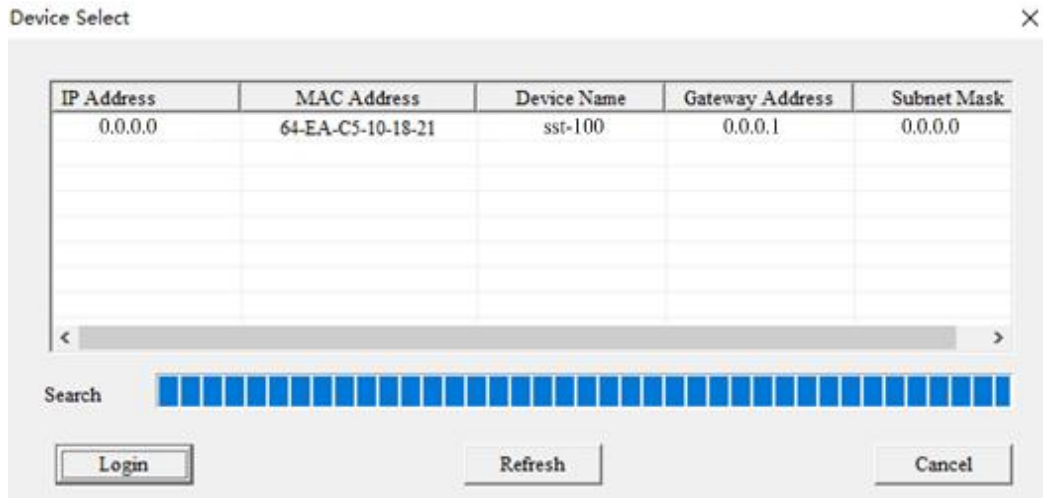 Device Select
IP Address MAC Address Device Name Gateway Address Subnet Mask
0.0.0.0 64-EA-C5-10-18-21 sst-100 0.0.0.1 0.0.0.0
Search
Login Refresh Cancel